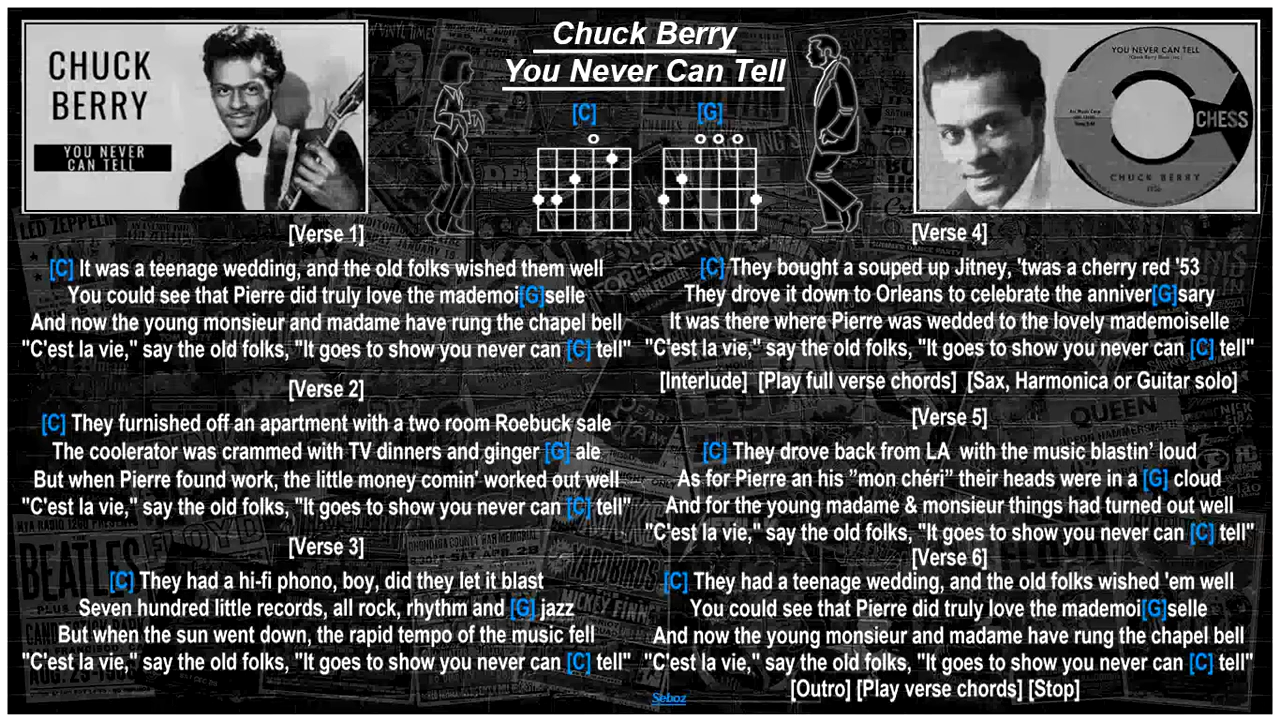 CHUCK
BERRY
YOU NEVER
CAN TELL
Chuck Berry
You Never Can Tell
[C]
[G]
YOU NEVER CAN TELL
CHESS
CHUCK BERRY
[Verse 1]
[C] It was a teenage wedding, and the old folks wished them well
You could see that Pierre did truly love the mademoi[G]selle
And now the young monsieur and madame have rung the chapel bell
"C'est la vie," say the old folks, "It goes to show you never can [C] tell"
[Verse 2]
[C] They furnished off an apartment with a two room Roebuck sale
The coolerator was crammed with TV dinners and ginger [G] ale
But when Pierre found work, the little money comin' worked out well
"C'est la vie," say the old folks, "It goes to show you never can [C] tell"
[Verse 3]
[C] They had a hi-fi phono, boy, did they let it blast
Seven hundred little records, all rock, rhythm and [G] jazz
But when the sun went down, the rapid tempo of the music fell
"C'est la vie," say the old folks, "It goes to show you never can [C] tell"
[Verse 4]
[C] They bought a souped up Jitney, 'twas a cherry red '53
They drove it down to Orleans to celebrate the anniver[G]sary
It was there where Pierre was wedded to the lovely mademoiselle
"C'est la vie," say the old folks, "It goes to show you never can [C] tell"
[Interlude] [Play full verse chords] [Sax, Harmonica or Guitar solo]
[Verse 5]
[C] They drove back from LA with the music blastin’ loud
As for Pierre an his ”mon chéri” their heads were in a [G] cloud
And for the young madame & monsieur things had turned out well
"C'est la vie," say the old folks, "It goes to show you never can [C] tell"
[Verse 6]
[C] They had a teenage wedding, and the old folks wished 'em well
You could see that Pierre did truly love the mademoi[G]selle
And now the young monsieur and madame have rung the chapel bell
"C'est la vie," say the old folks, "It goes to show you never can [C] tell"
[Outro] [Play verse chords] [Stop]
Seboz
LED ZEPPELIN
FOREIGNER
QUEEN
BEATLES
YARDBIRDS
MICKEY FINN